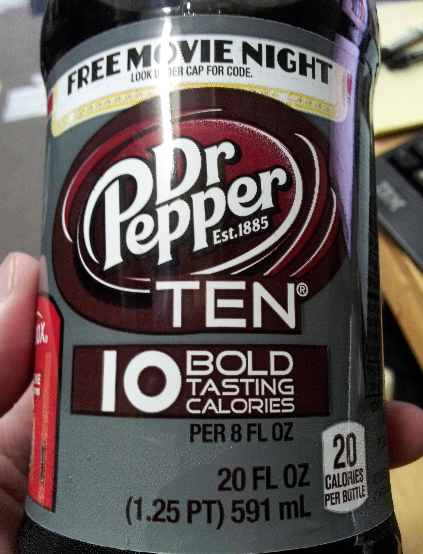 FREE MOVIE NIGHT
LOOK UNDER CAP FOR CODE.
Dr
Pepper
Est.1885
TEN®
10 BOLD
TASTING
CALORIES
PER 8 FL OZ
20 FL OZ
(1.25 PT) 591 mL
20
CALORIES
PER BOTTLE